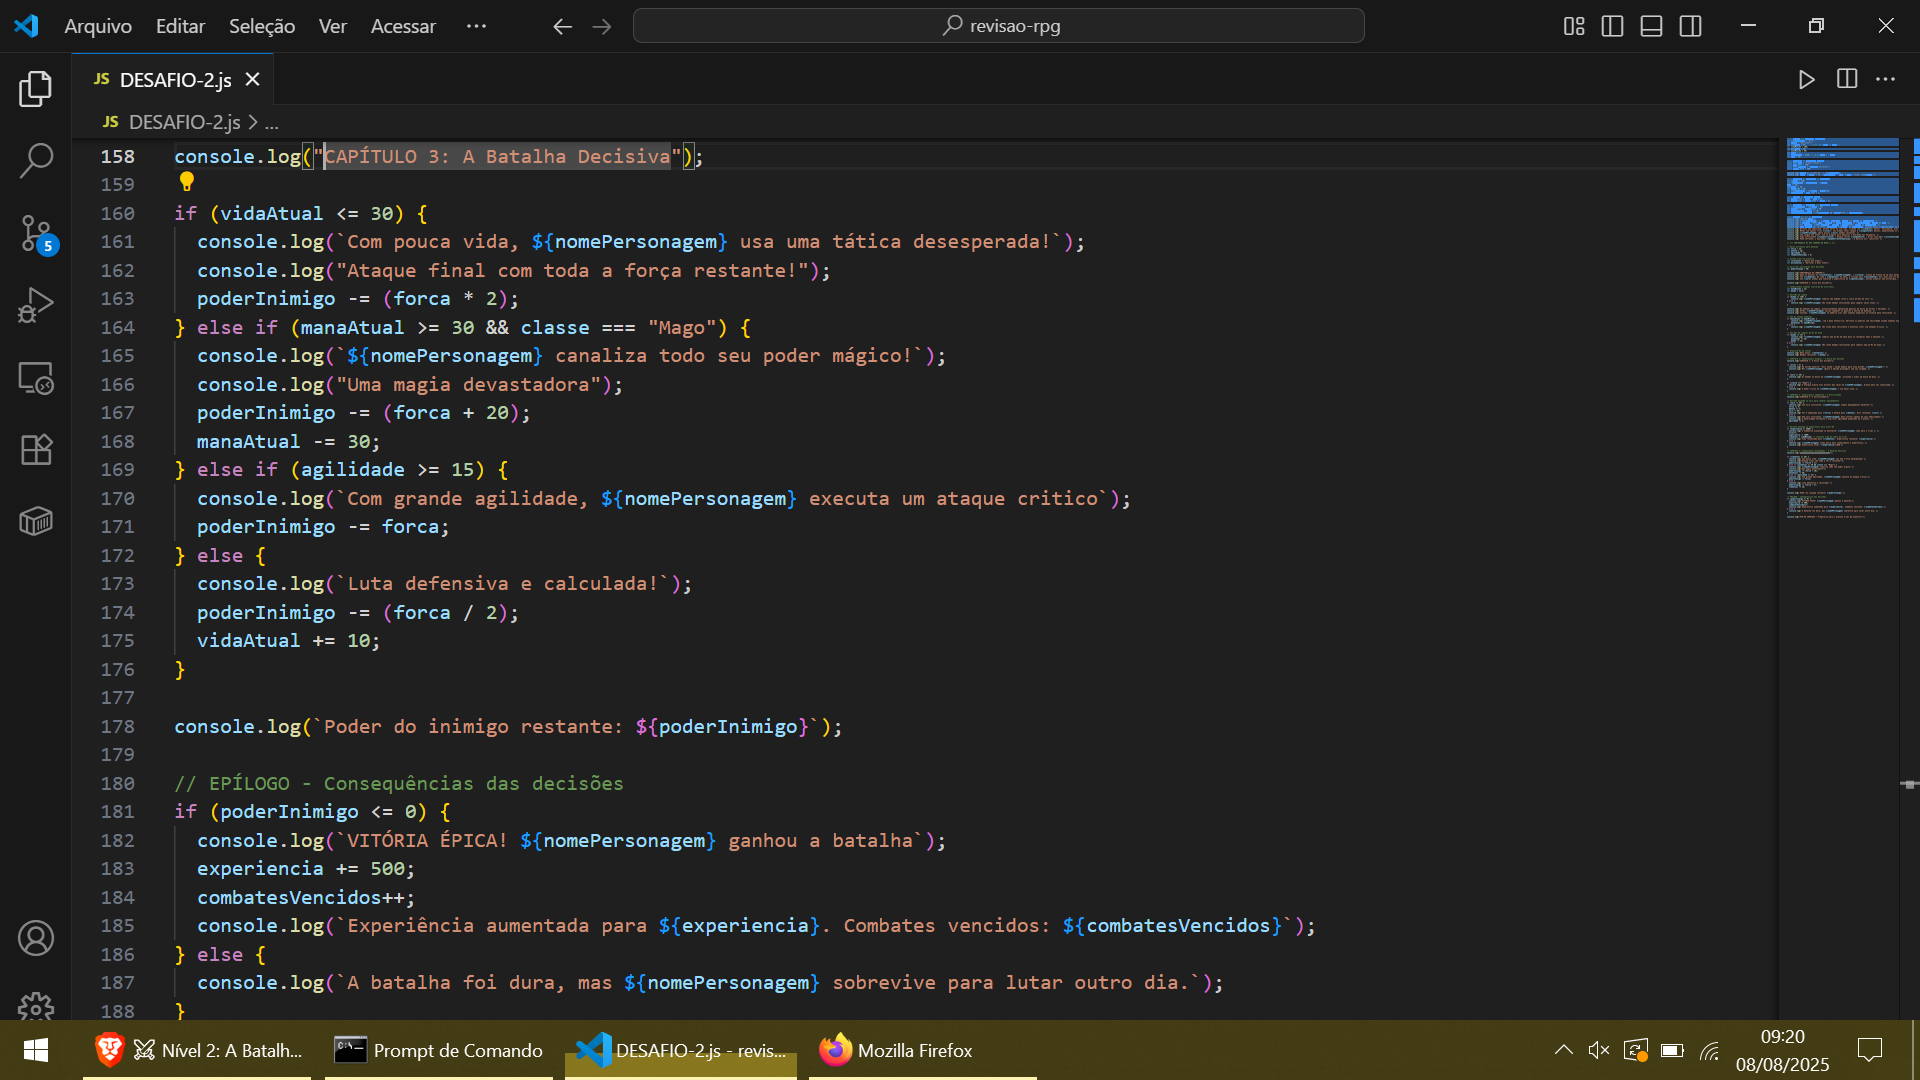 Arquivo Editar Seleção Ver Acessar ··· revisao-rpg
JS DESAFIO-2.js
JS DESAFIO-2.js > ...
158 console.log("CAPÍTULO 3: A Batalha Decisiva");
159
160 if (vidaAtual <= 30) {
161 console.log(`Com pouca vida, ${nomePersonagem} usa uma tática desesperada!`);
162 console.log("Ataque final com toda a força restante!");
163 poderInimigo -= (forca * 2);
164 } else if (manaAtual >= 30 && classe === "Mago") {
165 console.log(`${nomePersonagem} canaliza todo seu poder mágico!`);
166 console.log("Uma magia devastadora");
167 poderInimigo -= (forca + 20);
168 manaAtual -= 30;
169 } else if (agilidade >= 15) {
170 console.log(`Com grande agilidade, ${nomePersonagem} executa um ataque critico`);
171 poderInimigo -= forca;
172 } else {
173 console.log(`Luta defensiva e calculada!`);
174 poderInimigo -= (forca / 2);
175 vidaAtual += 10;
176 }
177
178 console.log(`Poder do inimigo restante: ${poderInimigo}`);
179
180 // EPÍLOGO - Consequências das decisões
181 if (poderInimigo <= 0) {
182 console.log(`VITÓRIA ÉPICA! ${nomePersonagem} ganhou a batalha`);
183 experiencia += 500;
184 combatesVencidos++;
185 console.log(`Experiência aumentada para ${experiencia}. Combates vencidos: ${combatesVencidos}`);
186 } else {
187 console.log(`A batalha foi dura, mas ${nomePersonagem} sobrevive para lutar outro dia.`);
188 }
5
Nível 2: A Batalh... C:\_ Prompt de Comando DESAFIO-2.js - revis... Mozilla Firefox
09:20
08/08/2025